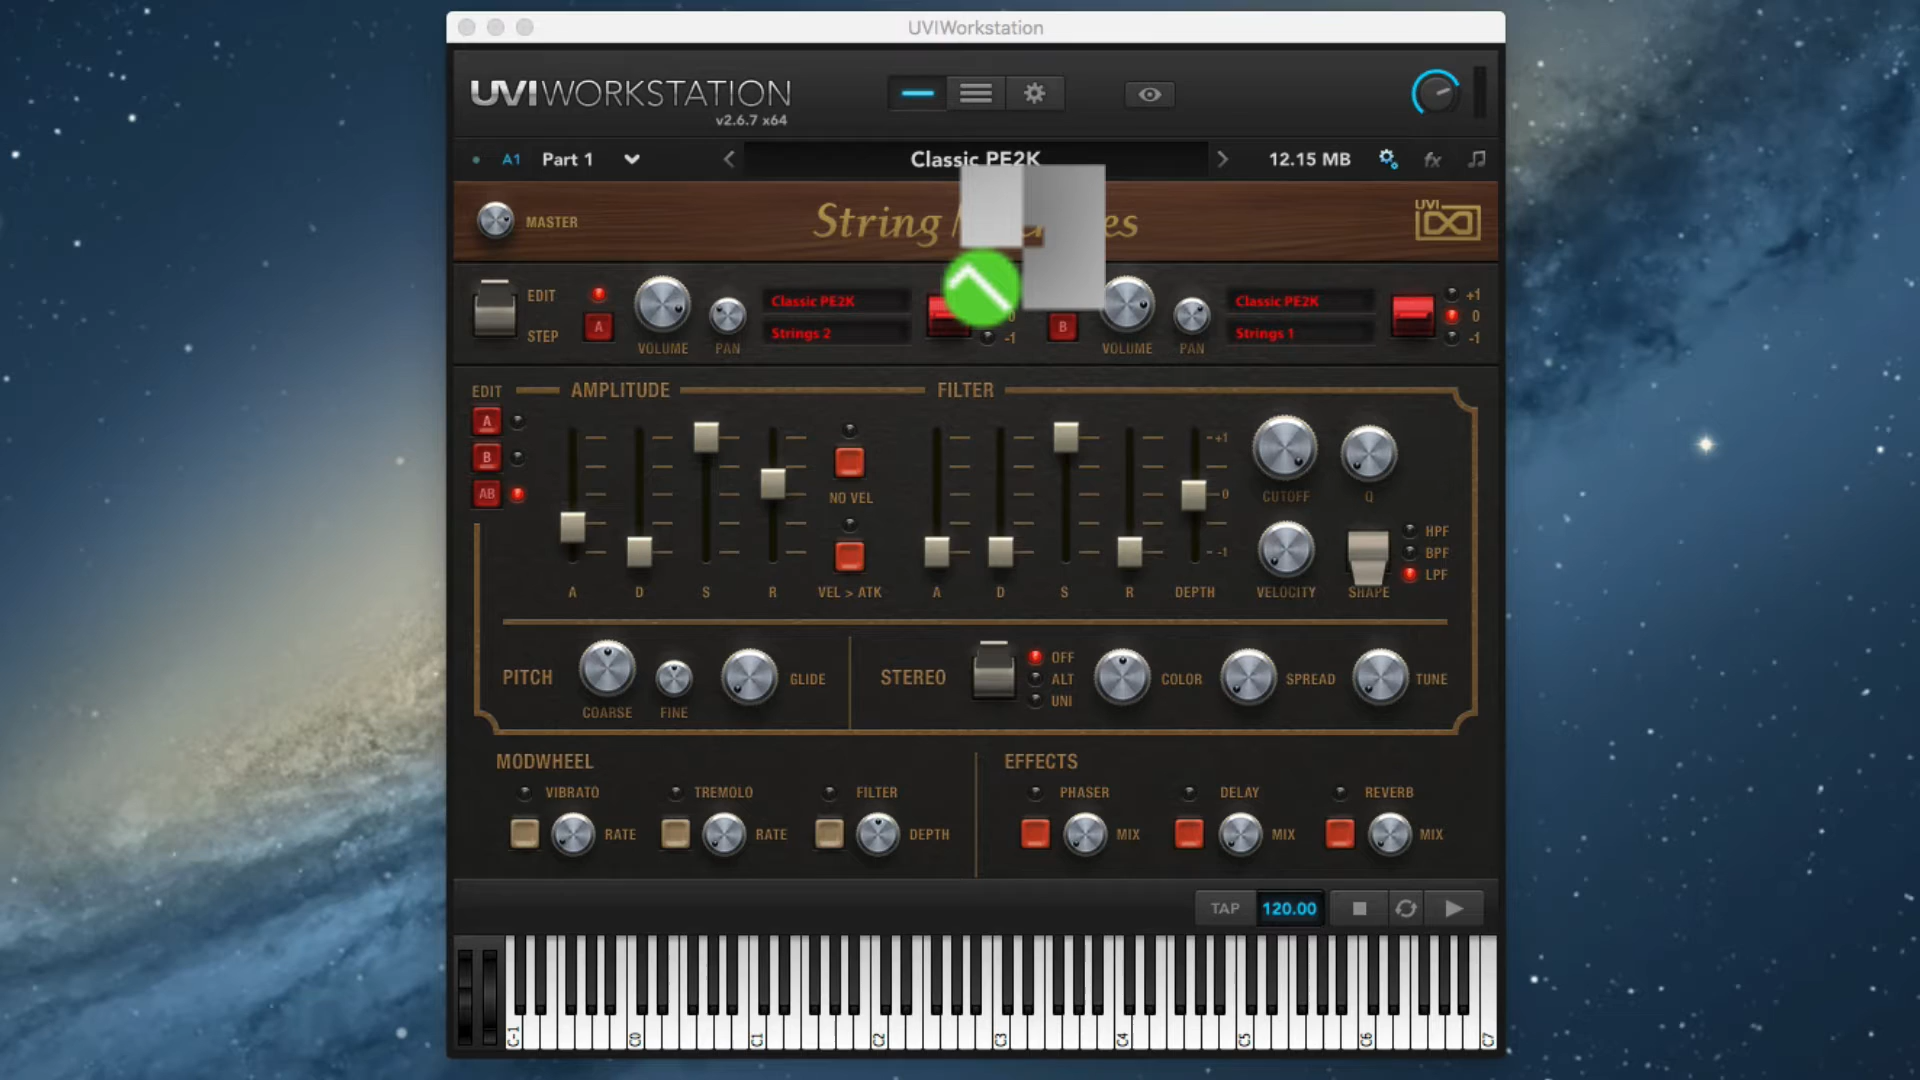 UVIWorkstation
UVIWORKSTATION
v2.6.7 x64
A1 Part 1
Classic PE2K
12.15 MB
fx
MASTER
String
es
UVI
EDIT
STEP
A
VOLUME
PAN
Classic PE2K
Strings 2
0
-1
B
VOLUME
PAN
Classic PE2K
Strings 1
+1
0
-1
EDIT
AMPLITUDE
FILTER
A
B
AB
NO VEL
VEL > ATK
A D S R
+1
0
-1
A D S R DEPTH
CUTOFF
Q
VELOCITY
SHAPE
HPF
BPF
LPF
PITCH
COARSE
FINE
GLIDE
STEREO
OFF
ALT
UNI
COLOR
SPREAD
TUNE
MODWHEEL
VIBRATO
RATE
TREMOLO
RATE
FILTER
DEPTH
EFFECTS
PHASER
MIX
DELAY
MIX
REVERB
MIX
TAP
120.00
C-1 C0 C1 C2 C3 C4 C5 C6 C7